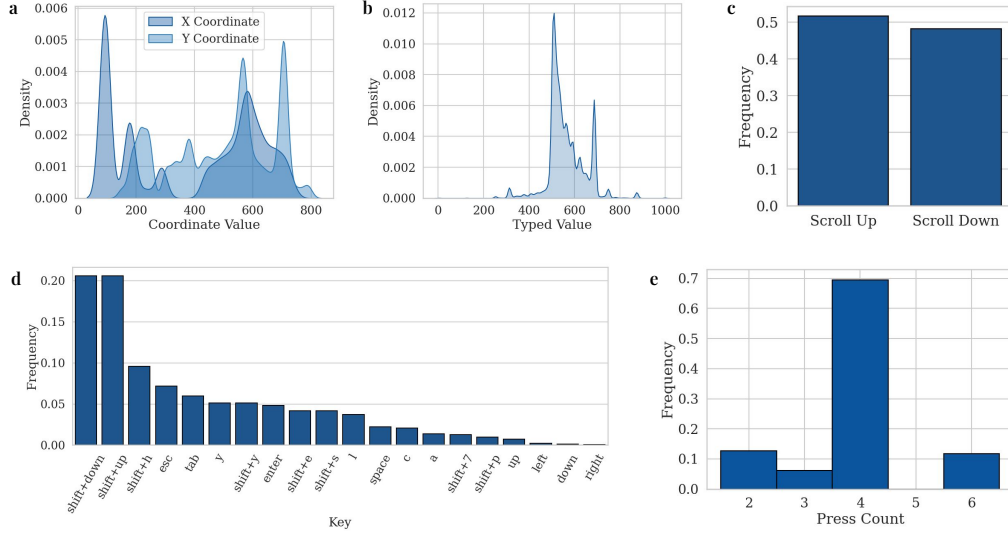 a
0.006
0.005
0.004
0.003
0.002
0.001
0.000
Density
X Coordinate
Y Coordinate
0 200 400 600 800
Coordinate Value
b
0.012
0.010
0.008
0.006
0.004
0.002
0.000
Density
0 200 400 600 800 1000
Typed Value
c
0.5
0.4
0.3
0.2
0.1
0.0
Frequency
Scroll Up Scroll Down
d
0.20
0.15
0.10
0.05
0.00
Frequency
shift+down shift+up shift+h esc tab y shift+y enter shift+e shift+s l space c a shift+7 shift+p up left down right
Key
e
0.7
0.6
0.5
0.4
0.3
0.2
0.1
0.0
Frequency
2 3 4 5 6
Press Count